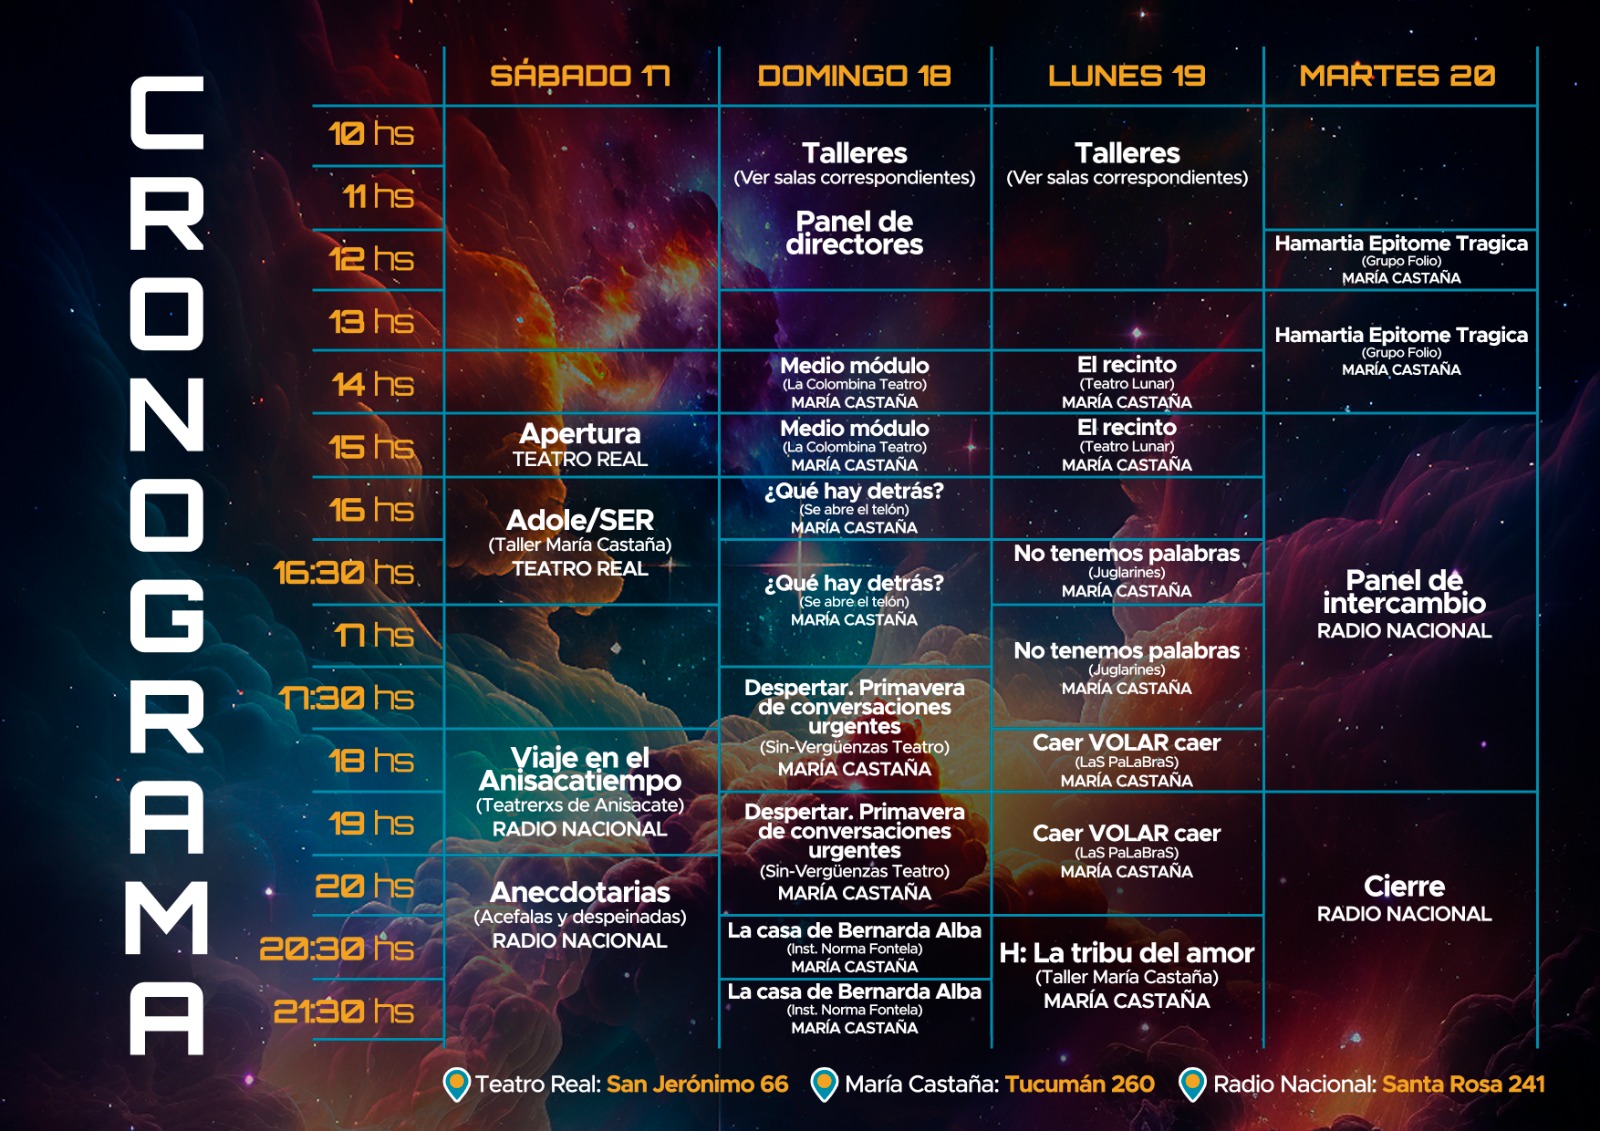 CRONOGRAMA
SÁBADO 17
DOMINGO 18
LUNES 19
MARTES 20
10 hs
11 hs
12 hs
13 hs
14 hs
15 hs
16 hs
16:30 hs
17 hs
17:30 hs
18 hs
19 hs
20 hs
20:30 hs
21:30 hs
Apertura
TEATRO REAL
Adole/SER
(Taller María Castaña)
TEATRO REAL
Viaje en el
Anisacatiempo
(Teatrerxs de Anisacate)
RADIO NACIONAL
Anecdotarias
(Acefalas y despeinadas)
RADIO NACIONAL
Talleres
(Ver salas correspondientes)
Panel de
directores
Medio módulo
(La Colombina Teatro)
MARÍA CASTAÑA
Medio módulo
(La Colombina Teatro)
MARÍA CASTAÑA
¿Qué hay detrás?
(Se abre el telón)
MARÍA CASTAÑA
¿Qué hay detrás?
(Se abre el telón)
MARÍA CASTAÑA
Despertar. Primavera
de conversaciones
urgentes
(Sin-Vergüenzas Teatro)
MARÍA CASTAÑA
Despertar. Primavera
de conversaciones
urgentes
(Sin-Vergüenzas Teatro)
MARÍA CASTAÑA
La casa de Bernarda Alba
(Inst. Norma Fontela)
MARÍA CASTAÑA
La casa de Bernarda Alba
(Inst. Norma Fontela)
MARÍA CASTAÑA
Talleres
(Ver salas correspondientes)
El recinto
(Teatro Lunar)
MARÍA CASTAÑA
El recinto
(Teatro Lunar)
MARÍA CASTAÑA
No tenemos palabras
(Juglarines)
MARÍA CASTAÑA
No tenemos palabras
(Juglarines)
MARÍA CASTAÑA
Caer VOLAR caer
(LaS PaLaBraS)
MARÍA CASTAÑA
Caer VOLAR caer
(LaS PaLaBraS)
MARÍA CASTAÑA
H: La tribu del amor
(Taller María Castaña)
MARÍA CASTAÑA
Hamartia Epitome Tragica
(Grupo Folio)
MARÍA CASTAÑA
Hamartia Epitome Tragica
(Grupo Folio)
MARÍA CASTAÑA
Panel de
intercambio
RADIO NACIONAL
Cierre
RADIO NACIONAL
Teatro Real: San Jerónimo 66
María Castaña: Tucumán 260
Radio Nacional: Santa Rosa 241